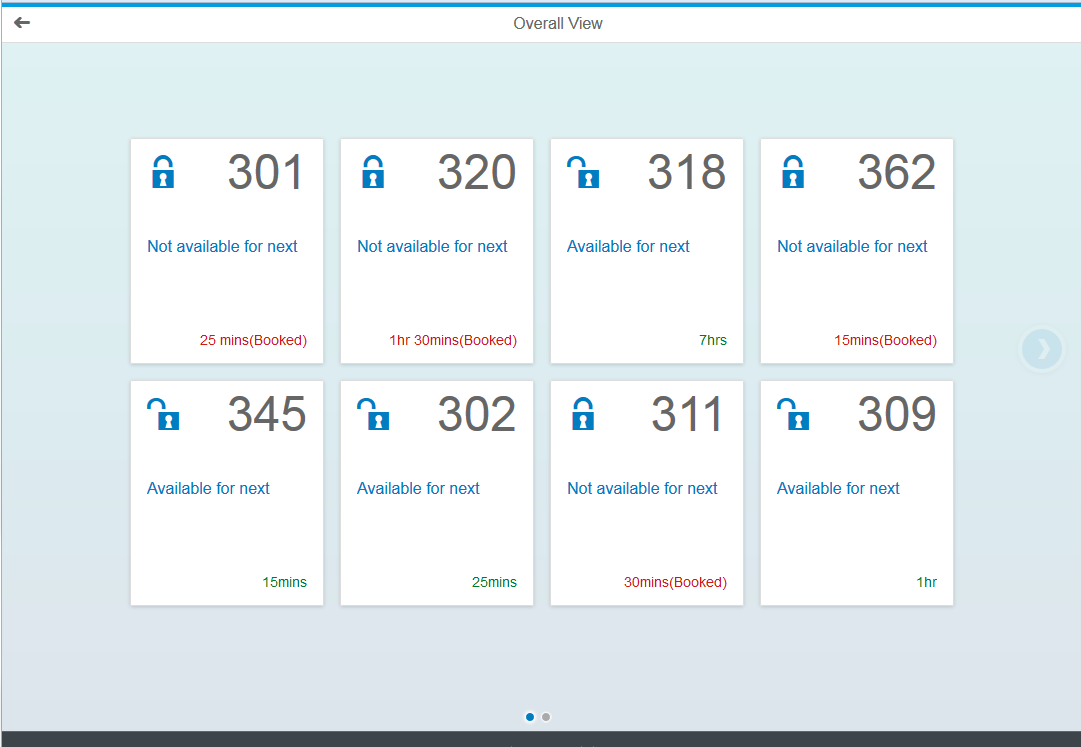 Overall View
301
Not available for next
25 mins(Booked)
320
Not available for next
1hr 30mins(Booked)
318
Available for next
7hrs
362
Not available for next
15mins(Booked)
345
Available for next
15mins
302
Available for next
25mins
311
Not available for next
30mins(Booked)
309
Available for next
1hr